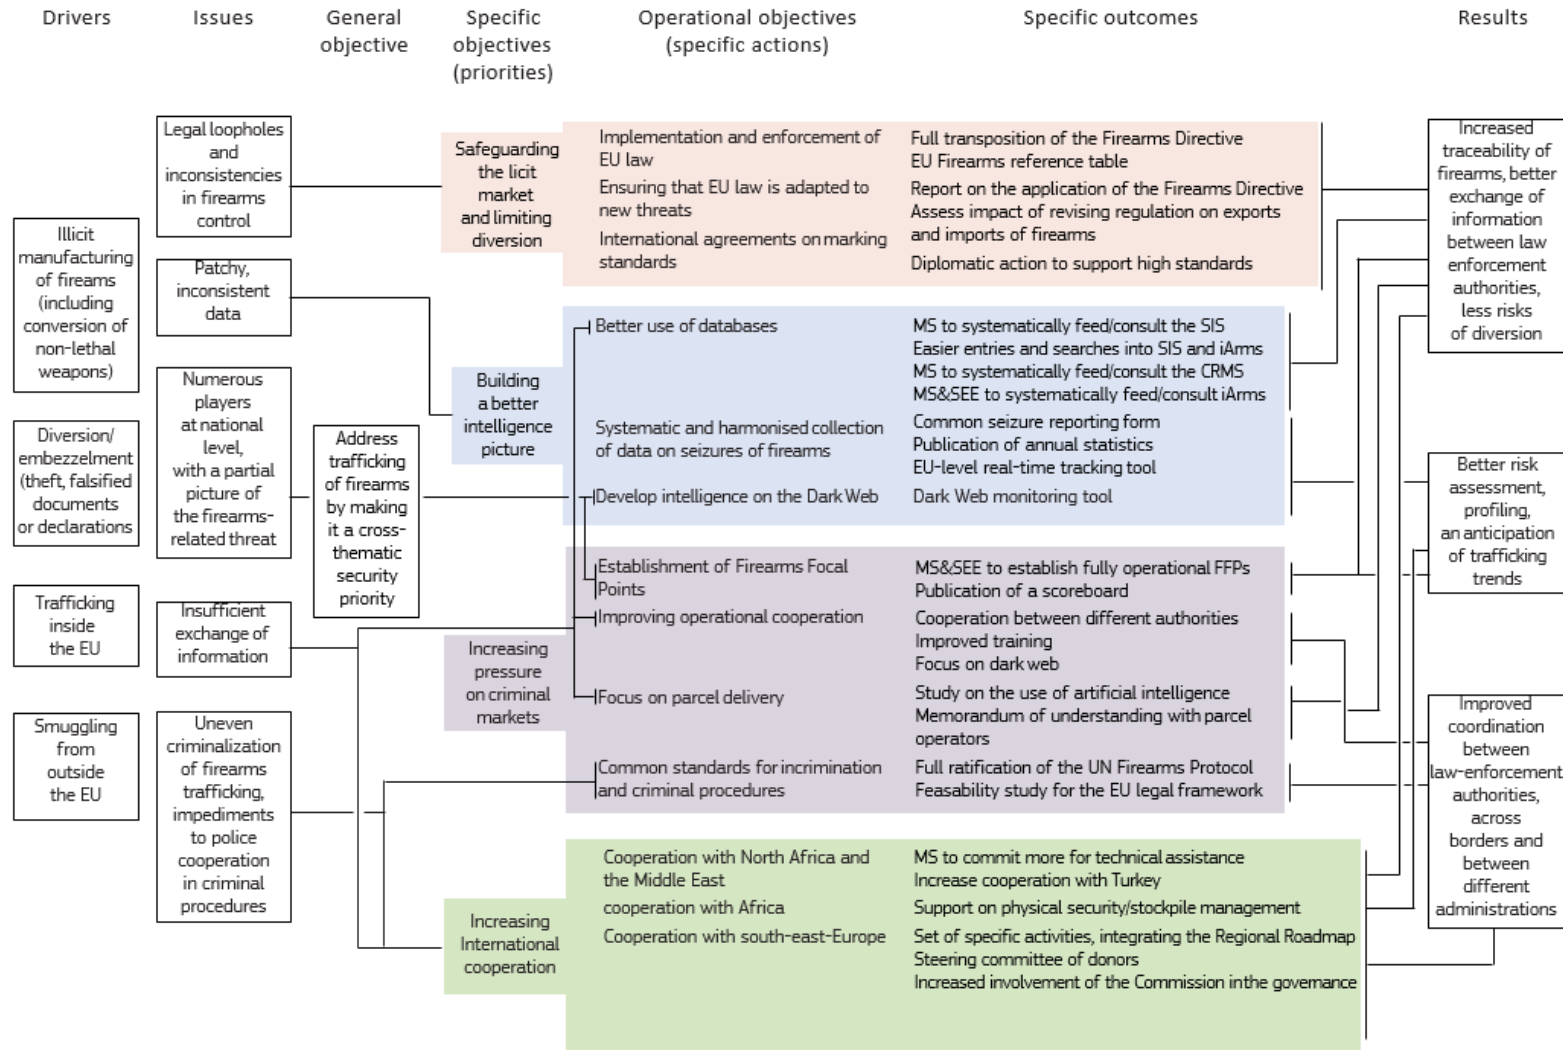 Drivers
Issues
General
objective
Specific
objectives
(priorities)
Operational objectives
(specific actions)
Specific outcomes
Results
Illicit
manufacturing
of fireams
(including
conversion of
non-lethal
weapons)
Diversion/
embezzelment
(theft, falsified
documents
or declarations
Trafficking
inside
the EU
Smuggling
from
outside
the EU
Legal loopholes
and
inconsistencies
in firearms
control
Patchy,
inconsistent
data
Numerous
players
at national
level,
with a partial
picture of
the firearms-
related threat
Insufficient
exchange of
information
Uneven
criminalization
of firearms
trafficking,
impediments
to police
cooperation
in criminal
procedures
Address
trafficking
of firearms
by making
it a cross-
thematic
security
priority
Safeguarding
the licit
market
and limiting
diversion
Implementation and enforcement of
EU law
Ensuring that EU law is adapted to
new threats
International agreements on marking
standards
Full transposition of the Firearms Directive
EU Firearms reference table
Report on the application of the Firearms Directive
Assess impact of revising regulation on exports
and imports of firearms
Diplomatic action to support high standards
Building
a better
intelligence
picture
Better use of databases
Systematic and harmonised collection
of data on seizures of firearms
Develop intelligence on the Dark Web
MS to systematically feed/consult the SIS
Easier entries and searches into SIS and iArms
MS to systematically feed/consult the CRMS
MS&SEE to systematically feed/consult iArms
Common seizure reporting form
Publication of annual statistics
EU-level real-time tracking tool
Dark Web monitoring tool
Increasing
pressure
on criminal
markets
Establishment of Firearms Focal
Points
Improving operational cooperation
Focus on parcel delivery
Common standards for incrimination
and criminal procedures
MS&SEE to establish fully operational FFPs
Publication of a scoreboard
Cooperation between different authorities
Improved training
Focus on dark web
Study on the use of artificial intelligence
Memorandum of understanding with parcel
operators
Full ratification of the UN Firearms Protocol
Feasability study for the EU legal framework
Increasing
International
cooperation
Cooperation with North Africa and
the Middle East
cooperation with Africa
Cooperation with south-east-Europe
MS to commit more for technical assistance
Increase cooperation with Turkey
Support on physical security/stockpile management
Set of specific activities, integrating the Regional Roadmap
Steering committee of donors
Increased involvement of the Commission inthe governance
Increased
traceability of
firearms, better
exchange of
information
between law
enforcement
authorities,
less risks
of diversion
Better risk
assessment,
profiling,
an anticipation
of trafficking
trends
Improved
coordination
between
law-enforcement
authorities,
across
borders and
between
different
administrations